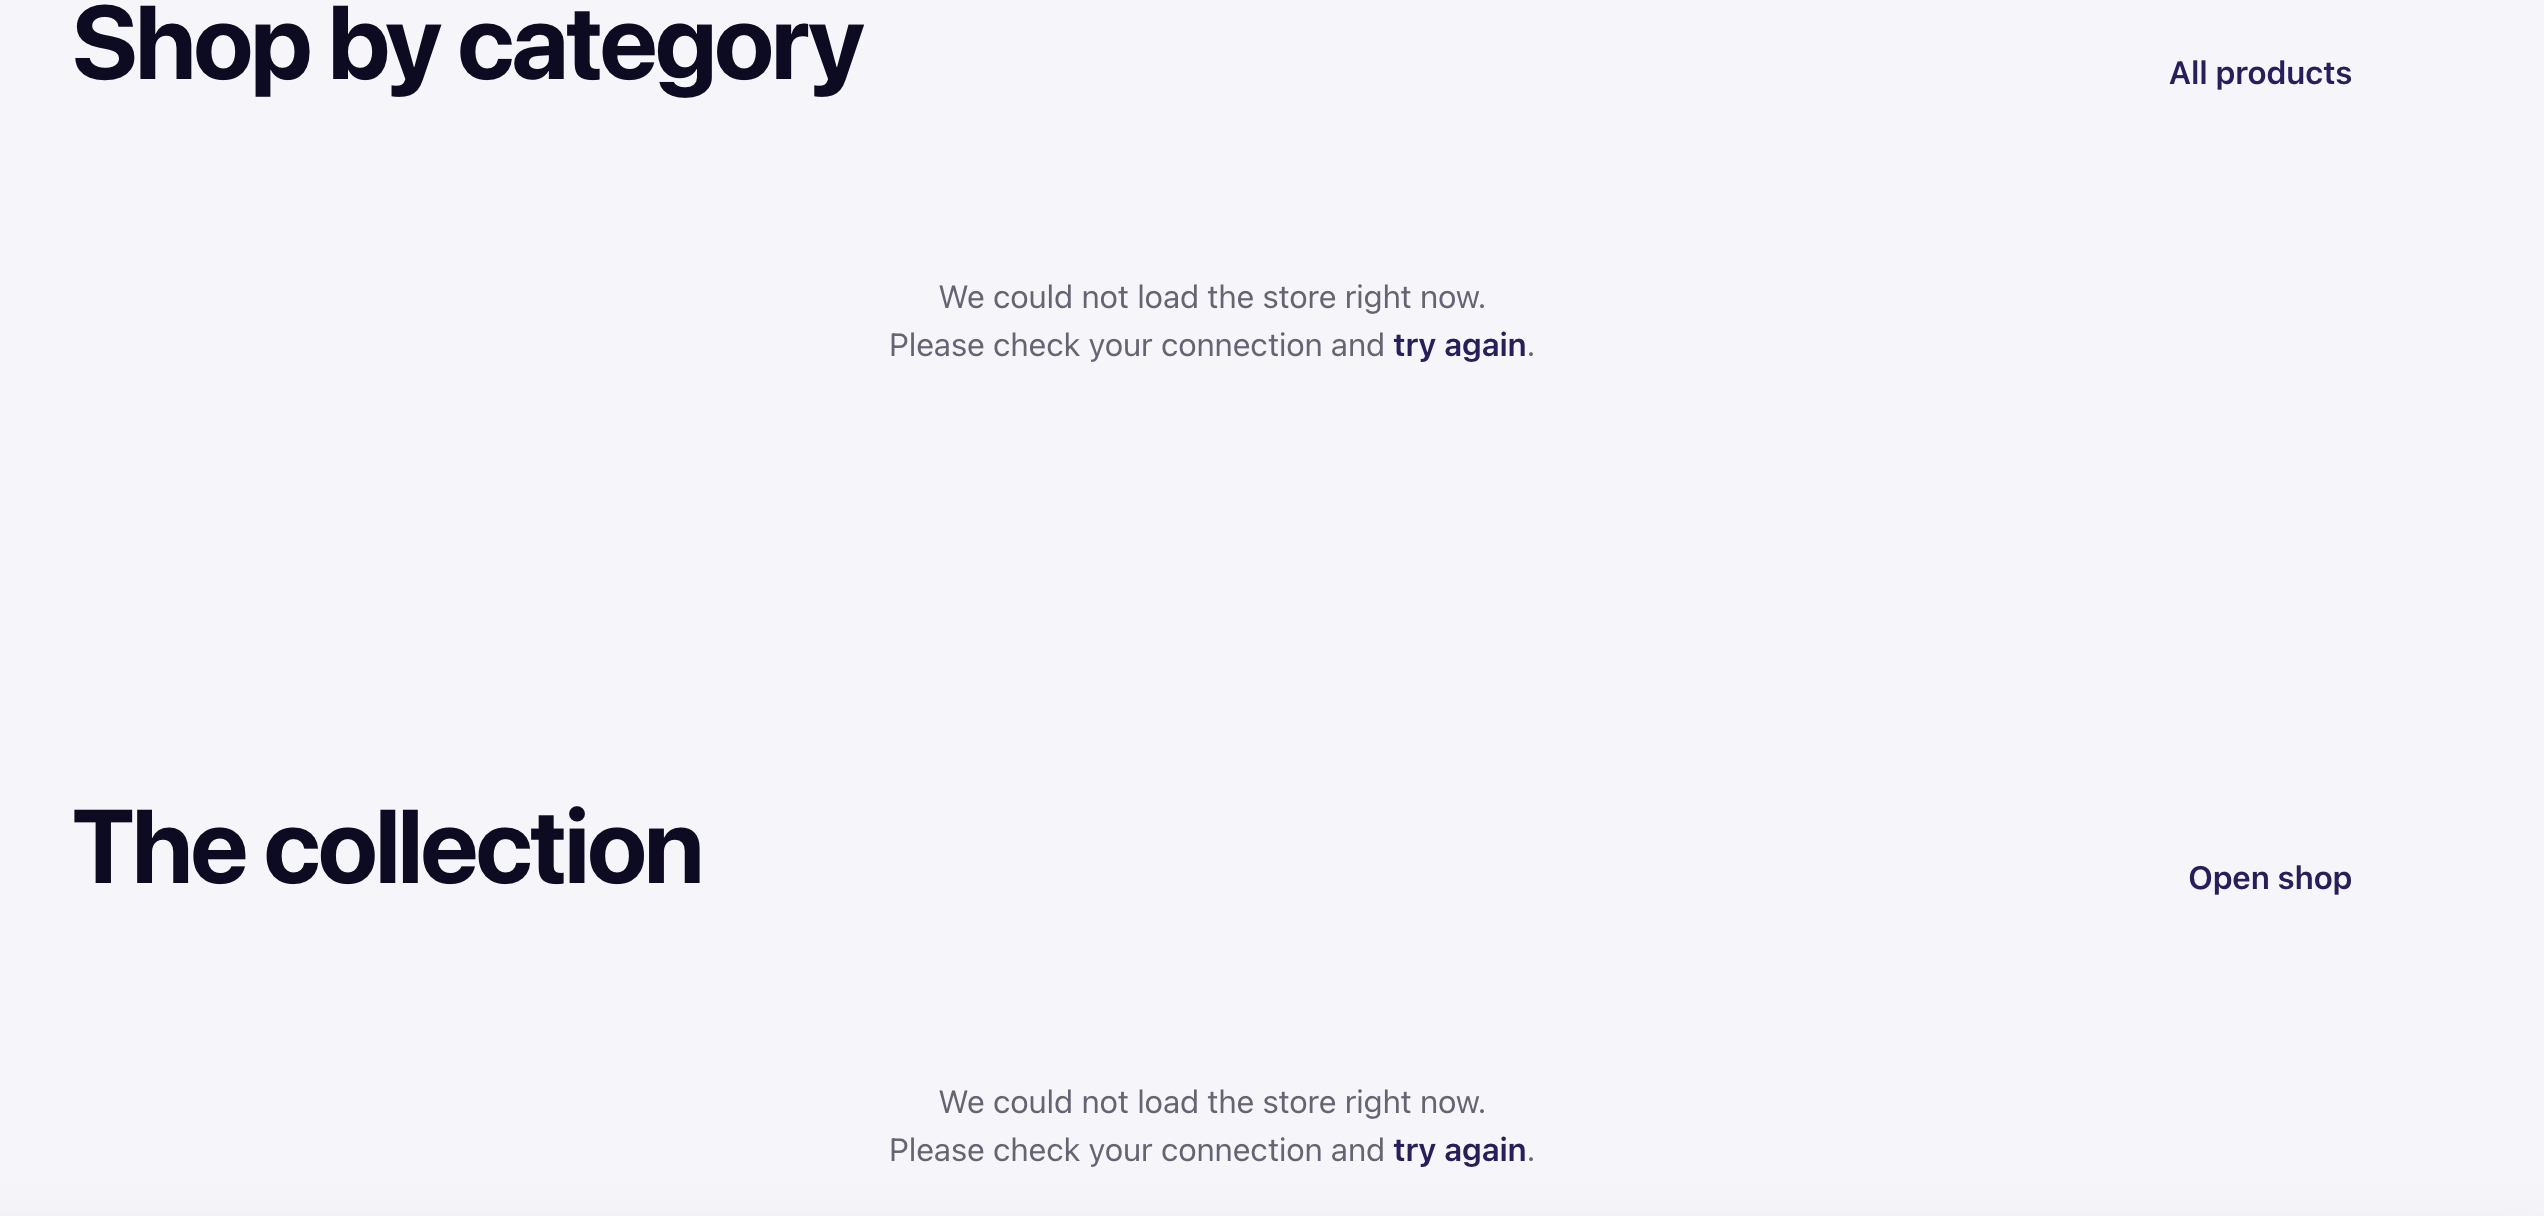 Shop by category
All products
We could not load the store right now.
Please check your connection and try again.
The collection
Open shop
We could not load the store right now.
Please check your connection and try again.